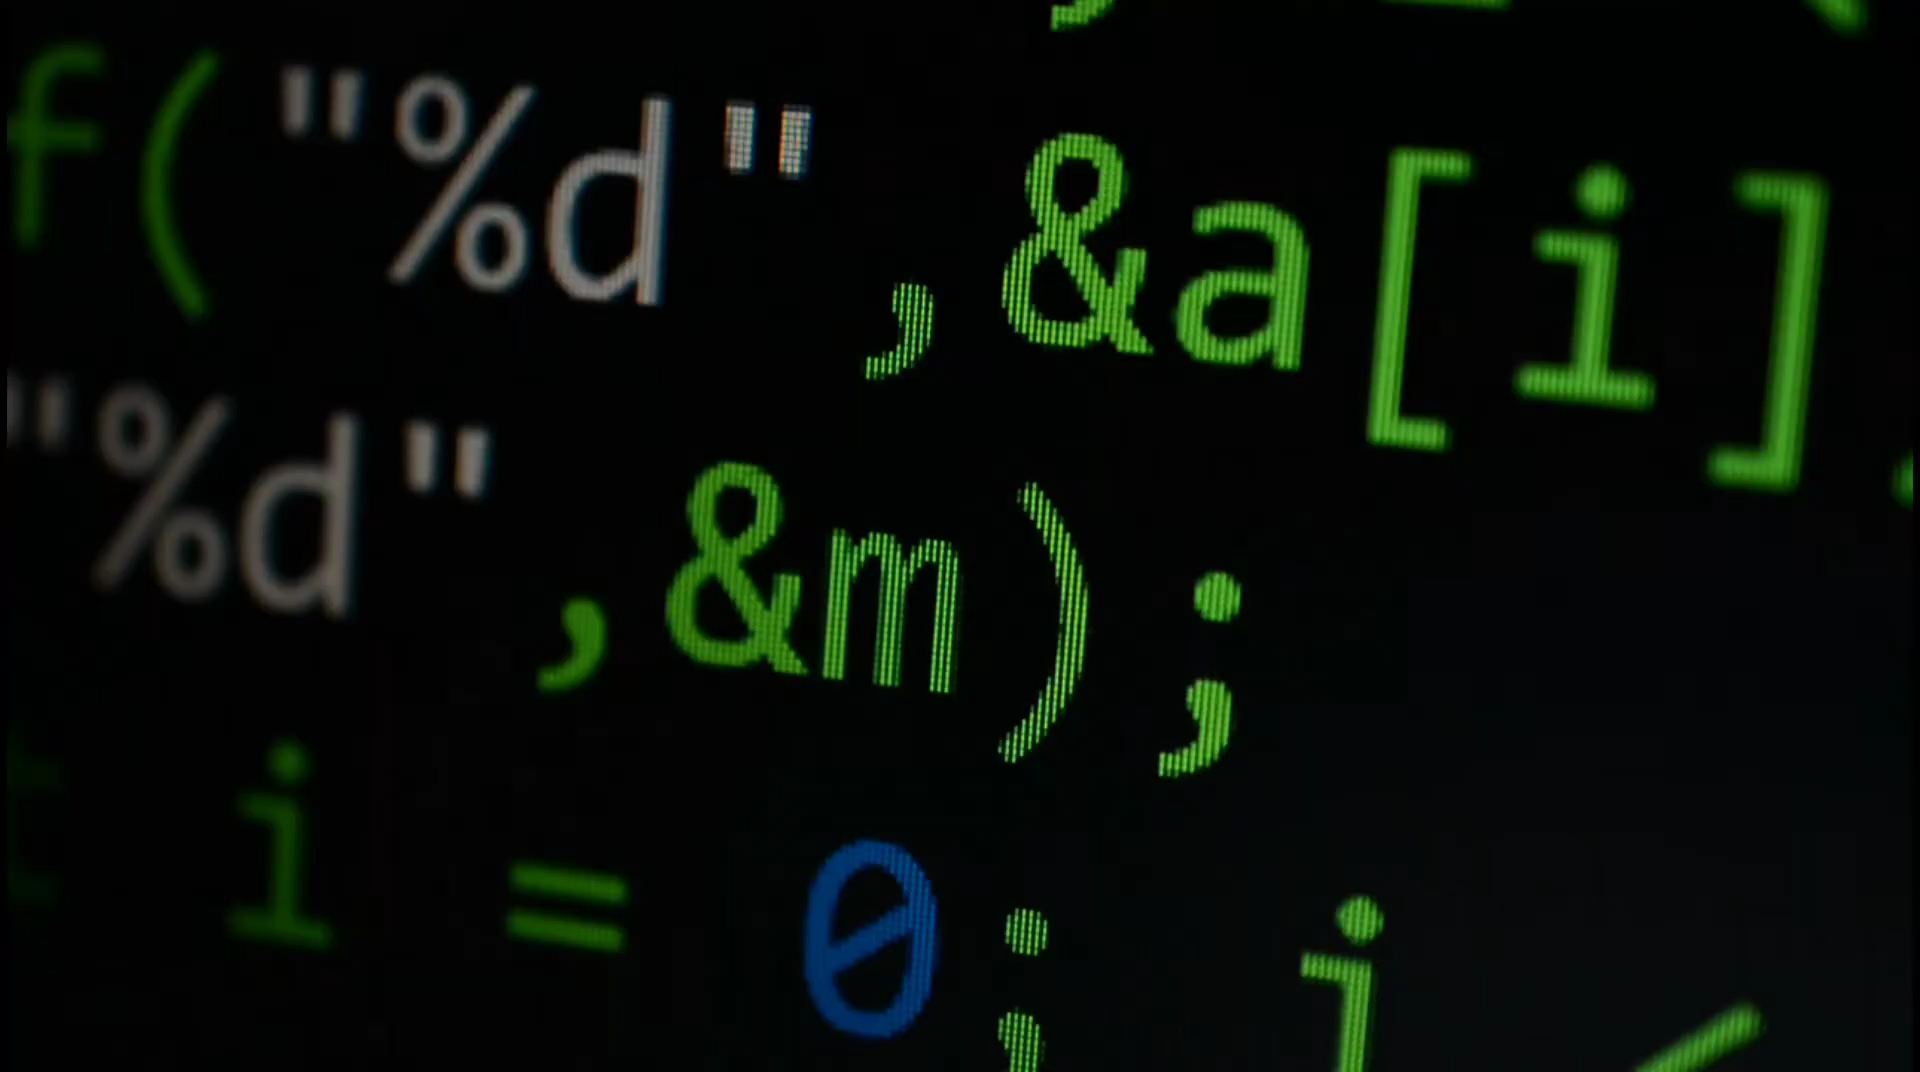 f("%d",&a[i]
"%d",&m);
t i = 0; i <